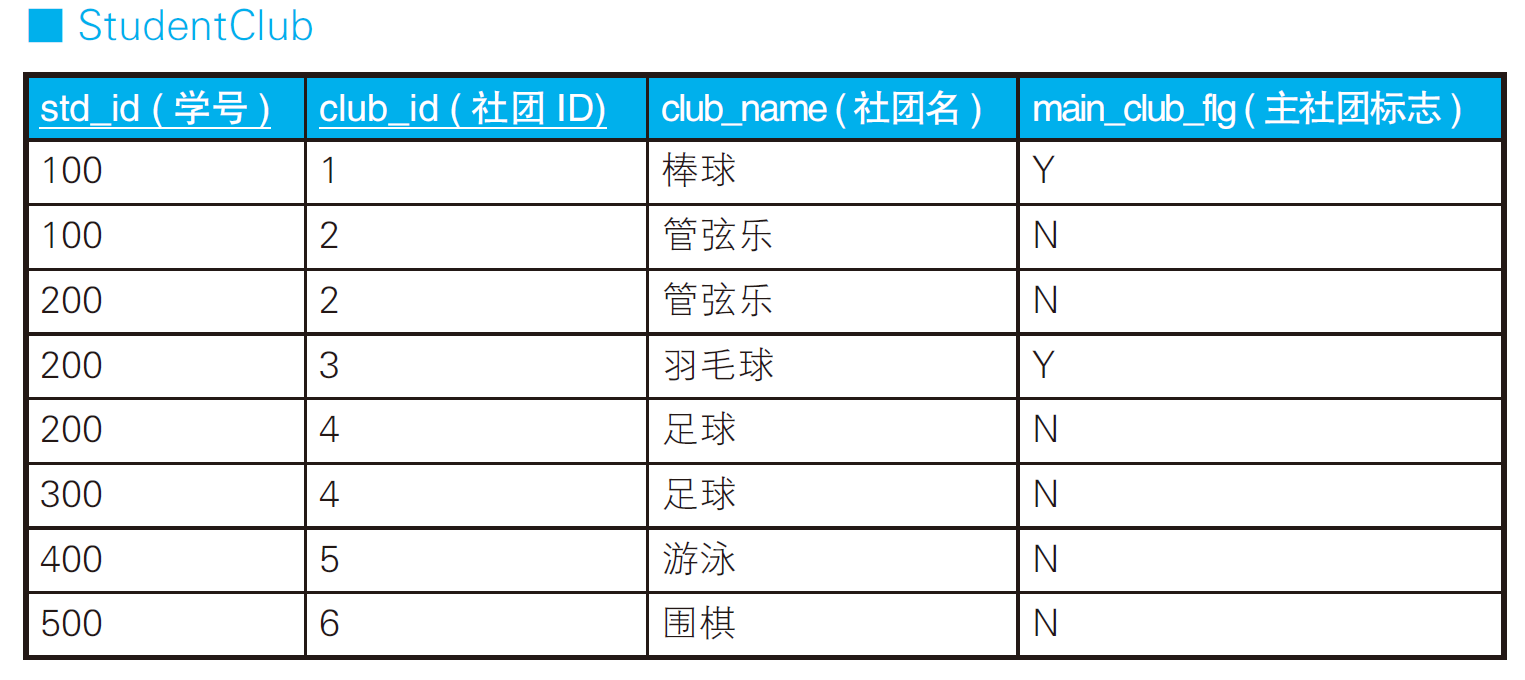 StudentClub
std_id ( 学号 ) club_id ( 社团 ID) club_name ( 社团名 ) main_club_flg ( 主社团标志 )
100 1 棒球 Y
100 2 管弦乐 N
200 2 管弦乐 N
200 3 羽毛球 Y
200 4 足球 N
300 4 足球 N
400 5 游泳 N
500 6 围棋 N